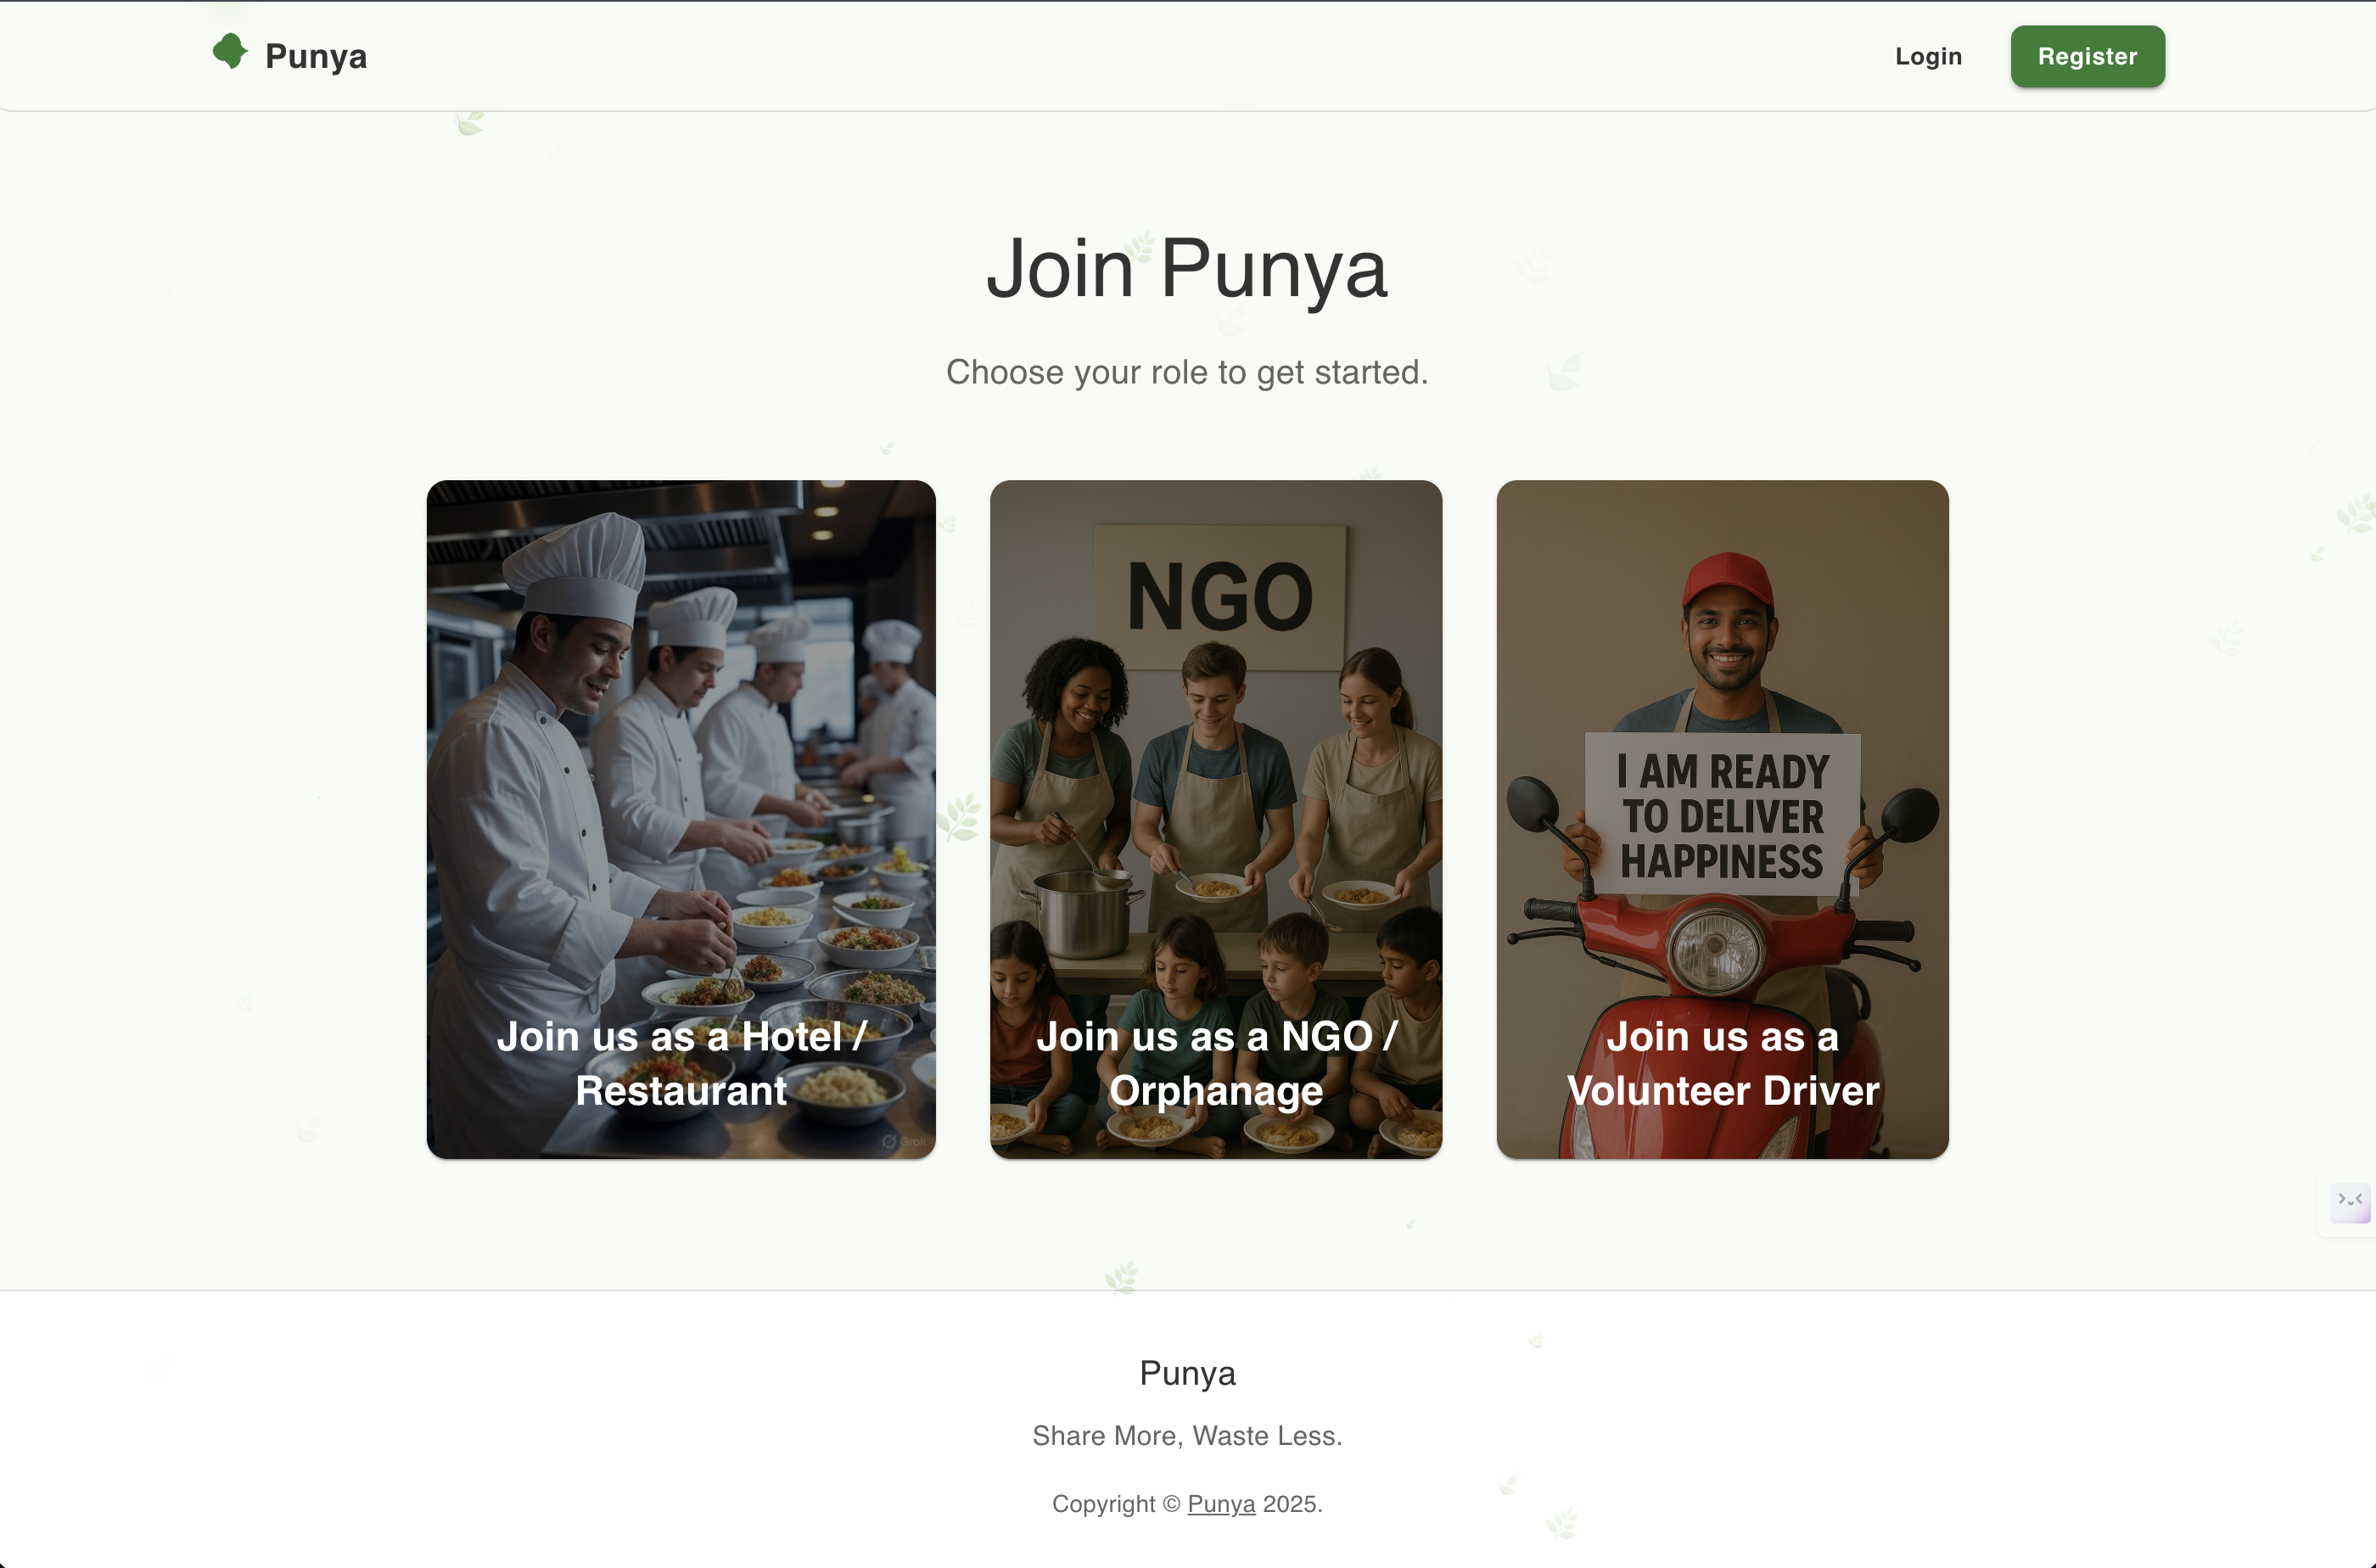 Punya
Login
Register
Join Punya
Choose your role to get started.
NGO
I AM READY
TO DELIVER
HAPPINESS
Join us as a Hotel /
Restaurant
Grok
Join us as a NGO /
Orphanage
Join us as a
Volunteer Driver
Punya
Share More, Waste Less.
Copyright © Punya 2025.